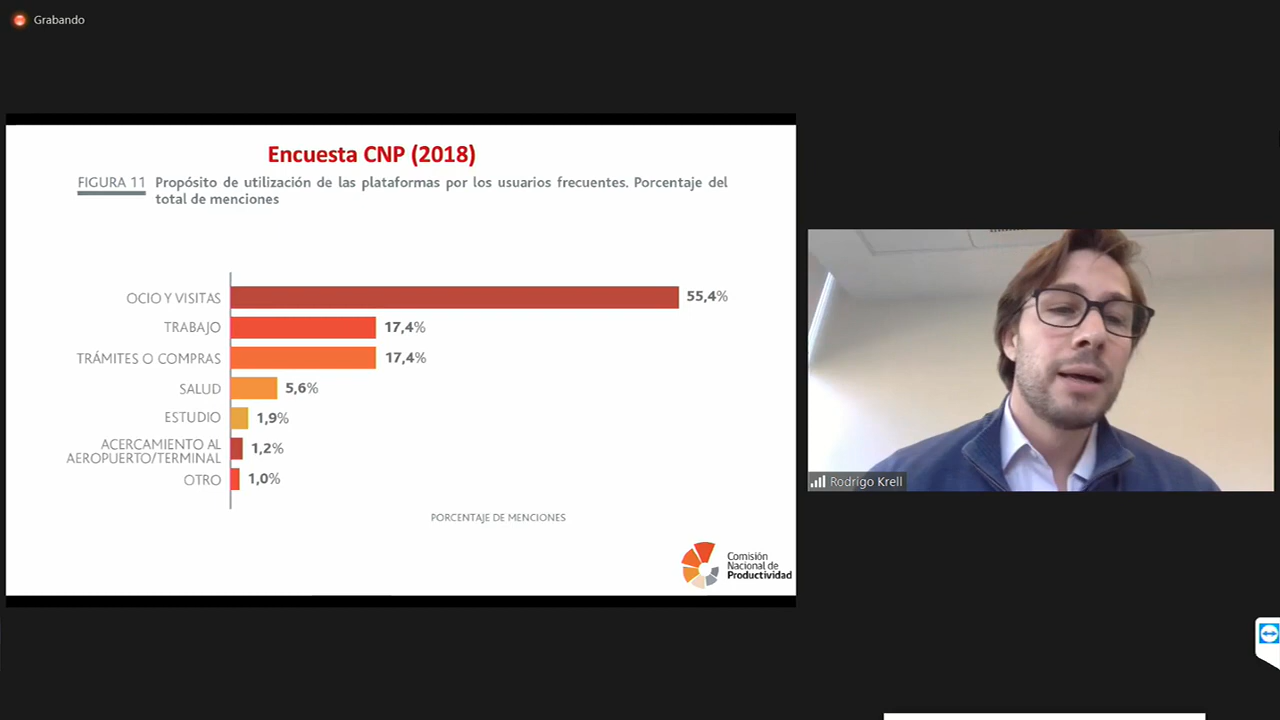 Grabando
Encuesta CNP (2018)
FIGURA 11
Propósito de utilización de las plataformas por los usuarios frecuentes. Porcentaje del
total de menciones
OCIO Y VISITAS 55,4%
TRABAJO 17,4%
TRÁMITES O COMPRAS 17,4%
SALUD 5,6%
ESTUDIO 1,9%
ACERCAMIENTO AL
AEROPUERTO/TERMINAL 1,2%
OTRO 1,0%
PORCENTAJE DE MENCIONES
Comisión
Nacional de
Productividad
Rodrigo Krell